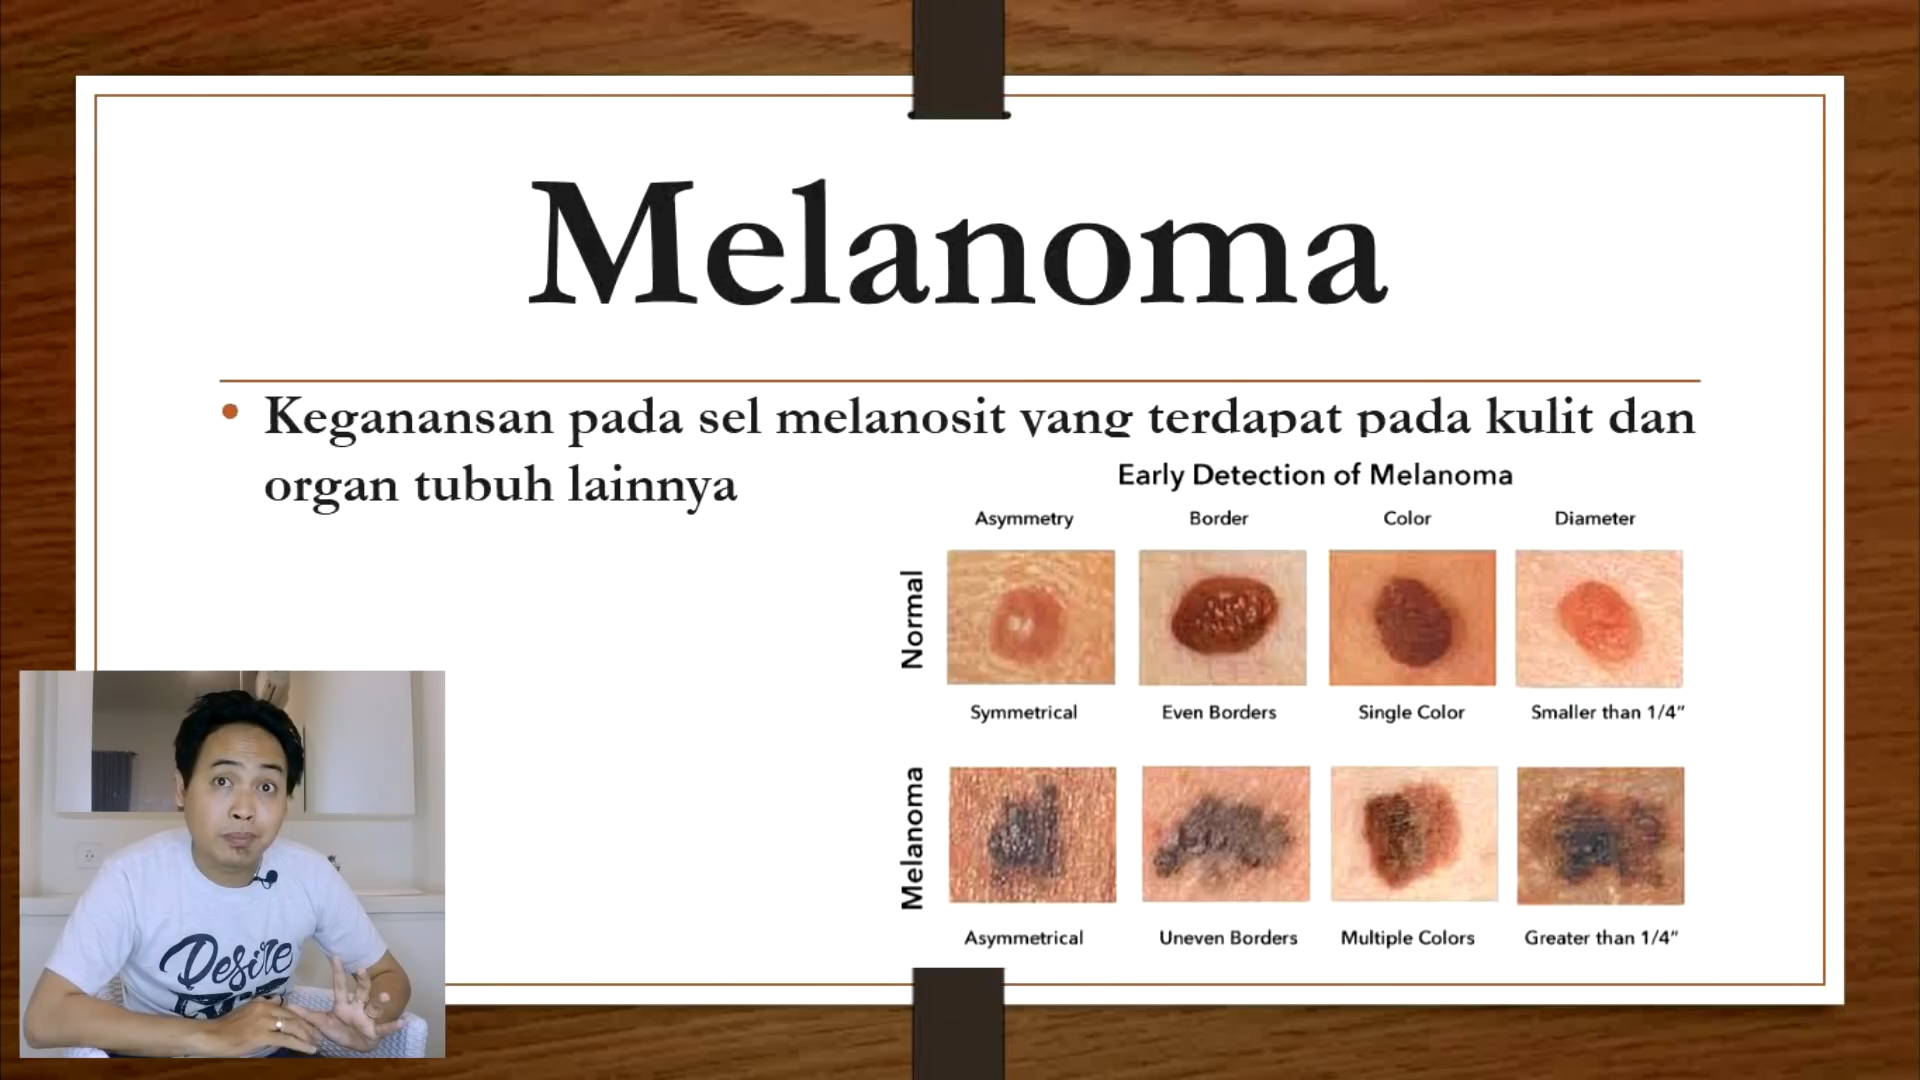 Melanoma
• Keganansan pada sel melanosit yang terdapat pada kulit dan
organ tubuh lainnya
Early Detection of Melanoma
Asymmetry Border Color Diameter
Normal
Symmetrical Even Borders Single Color Smaller than 1/4"
Melanoma
Asymmetrical Uneven Borders Multiple Colors Greater than 1/4"
Desire